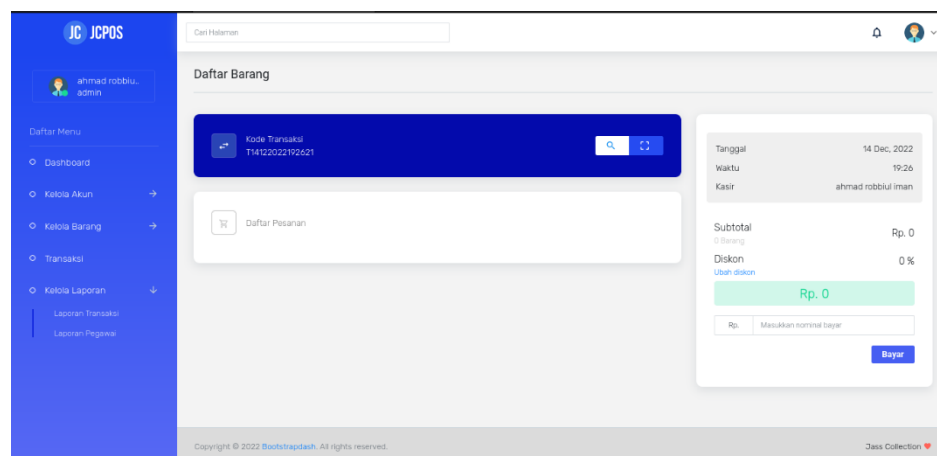 JC JCPOS
Cari Halaman
ahmad robbiu..
admin
Daftar Menu
Dashboard
Kelola Akun
Kelola Barang
Transaksi
Kelola Laporan
Laporan Transaksi
Laporan Pegawai
Daftar Barang
Kode Transaksi
T14122022192621
Daftar Pesanan
Tanggal 14 Dec, 2022
Waktu 19:26
Kasir ahmad robbiul iman
Subtotal Rp. 0
0 Barang
Diskon 0 %
Ubah diskon
Rp. 0
Rp. Masukkan nominal bayar
Bayar
Copyright © 2022 Bootstrapdash. All rights reserved. Jass Collection